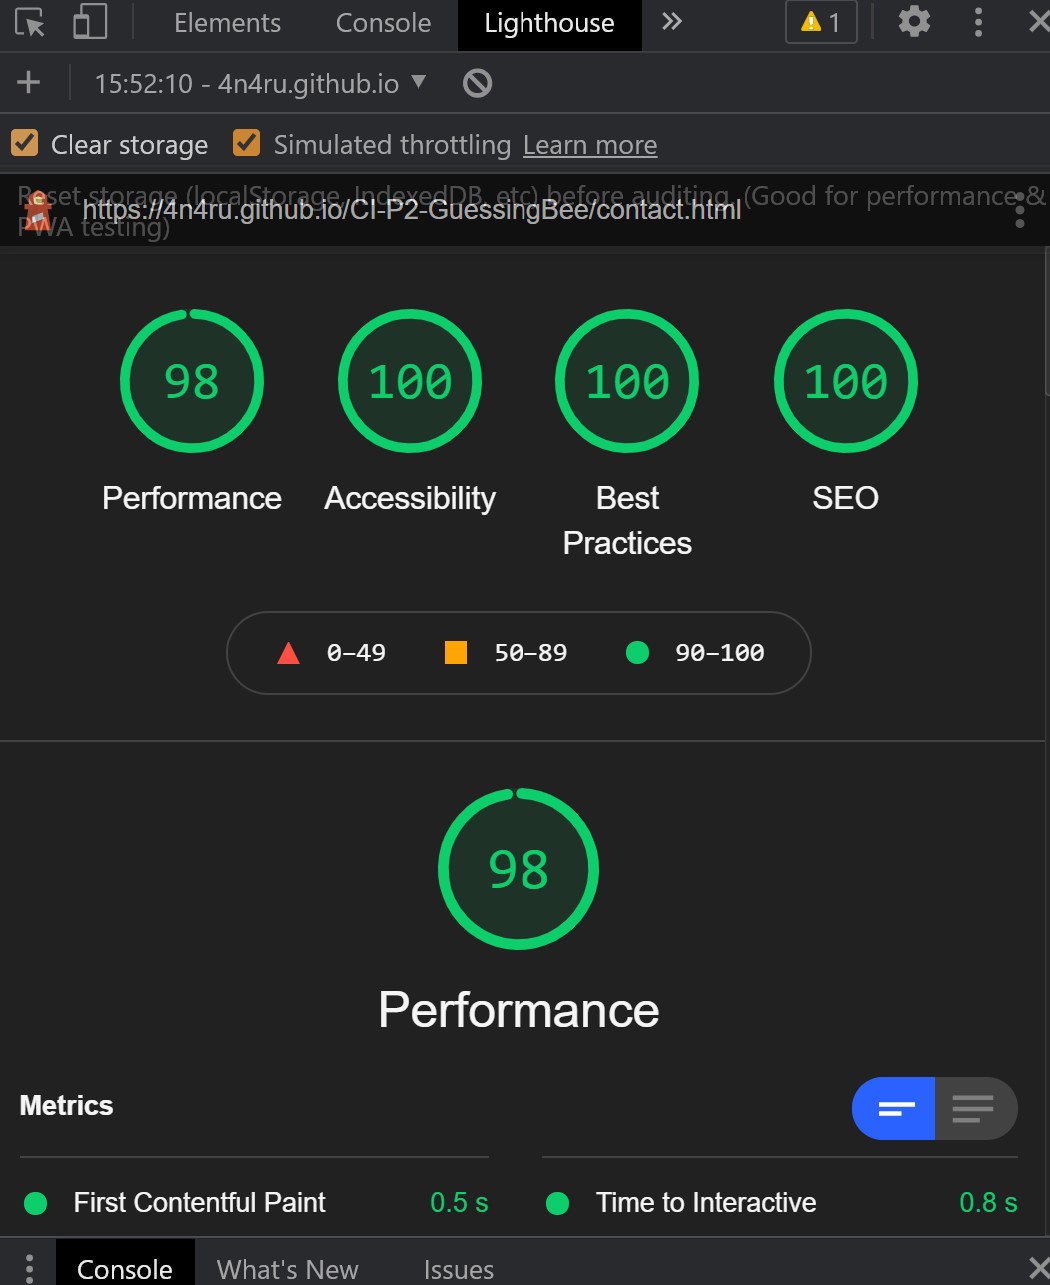 Elements Console Lighthouse 1
15:52:10 - 4n4ru.github.io
Clear storage Simulated throttling Learn more
Reset storage (localStorage, IndexedDB, etc) before auditing. (Good for performance &
PWA testing)
https://4n4ru.github.io/CI-P2-GuessingBee/contact.html
98 100 100 100
Performance Accessibility Best SEO
Practices
0–49 50–89 90–100
98
Performance
Metrics
First Contentful Paint 0.5 s Time to Interactive 0.8 s
Console What's New Issues